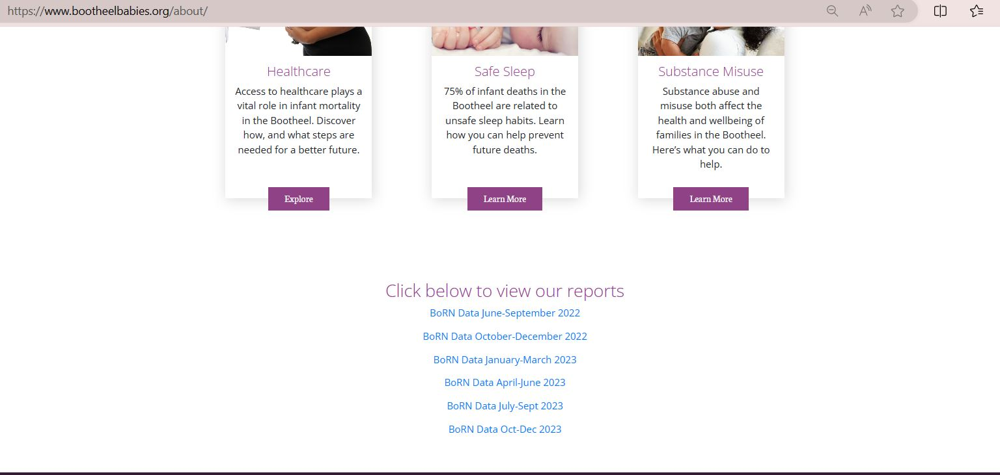 https://www.bootheelbabies.org/about/
Healthcare
Access to healthcare plays a
vital role in infant mortality
in the Bootheel. Discover
how, and what steps are
needed for a better future.
Explore
Safe Sleep
75% of infant deaths in the
Bootheel are related to
unsafe sleep habits. Learn
how you can help prevent
future deaths.
Learn More
Substance Misuse
Substance abuse and
misuse both affect the
health and wellbeing of
families in the Bootheel.
Here’s what you can do to
help.
Learn More
Click below to view our reports
BoRN Data June-September 2022
BoRN Data October-December 2022
BoRN Data January-March 2023
BoRN Data April-June 2023
BoRN Data July-Sept 2023
BoRN Data Oct-Dec 2023